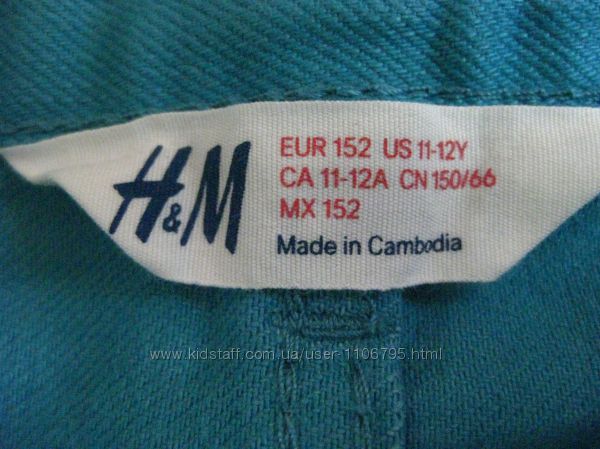 H&M
EUR 152 US 11-12Y
CA 11-12A CN 150/66
MX 152
Made in Cambodia
www.kidstaff.com.ua/user-1106795.html